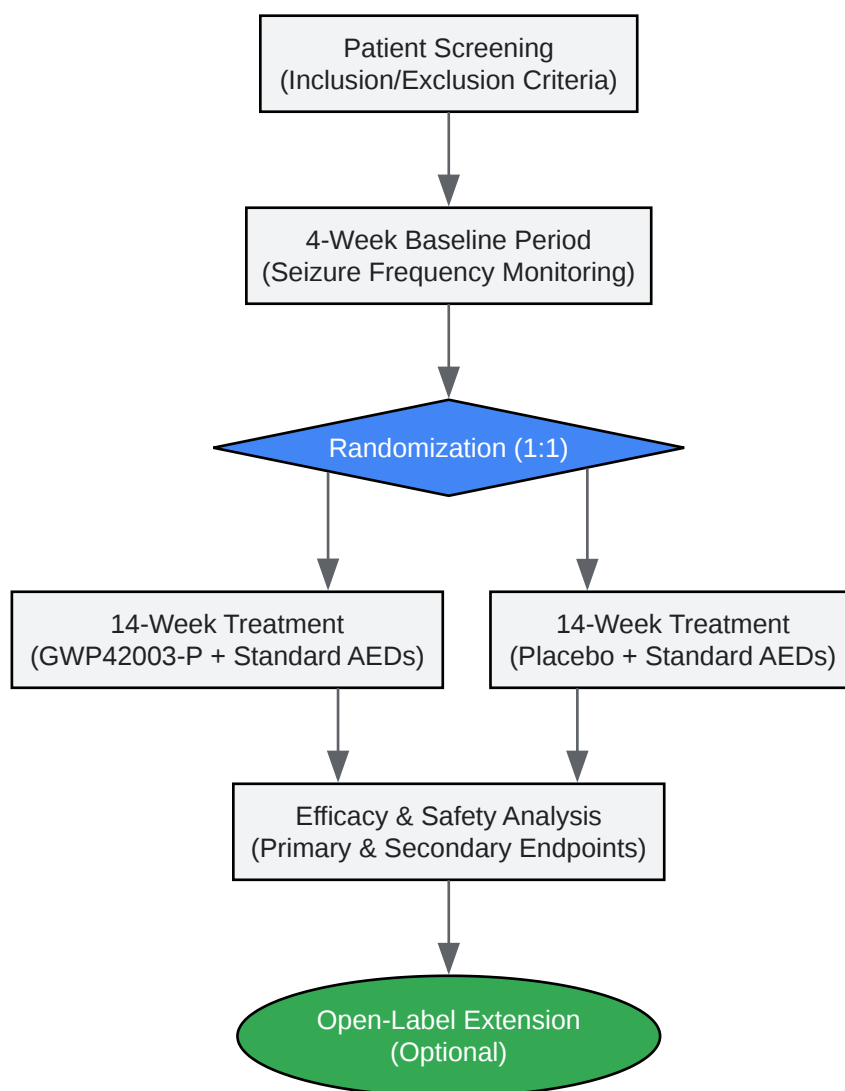 Patient Screening
(Inclusion/Exclusion Criteria)
4-Week Baseline Period
(Seizure Frequency Monitoring)
Randomization (1:1)
14-Week Treatment
(GWP42003-P + Standard AEDs)
14-Week Treatment
(Placebo + Standard AEDs)
Efficacy & Safety Analysis
(Primary & Secondary Endpoints)
Open-Label Extension
(Optional)